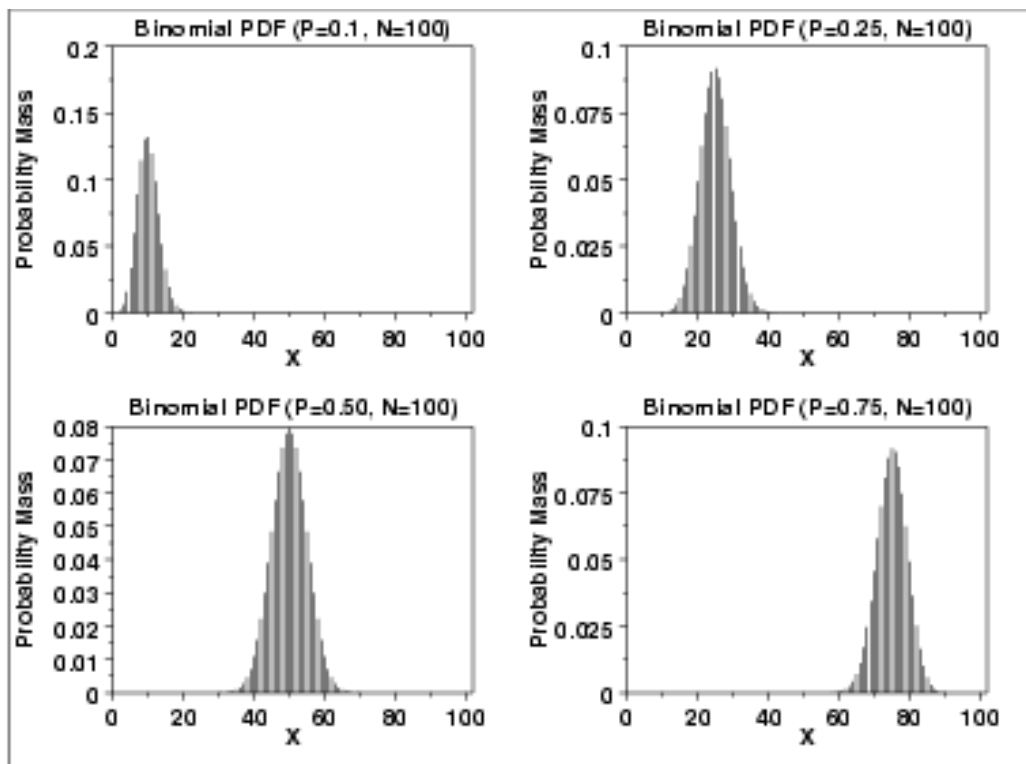 Binomial PDF (P=0.1, N=100)
0.2
0.15
0.1
0.05
0
Probability Mass
0 20 40 60 80 100
X
Binomial PDF (P=0.25, N=100)
0.1
0.075
0.05
0.025
0
Probability Mass
0 20 40 60 80 100
X
Binomial PDF (P=0.50, N=100)
0.08
0.07
0.06
0.05
0.04
0.03
0.02
0.01
0
Probability Mass
0 20 40 60 80 100
X
Binomial PDF (P=0.75, N=100)
0.1
0.075
0.05
0.025
0
Probability Mass
0 20 40 60 80 100
X